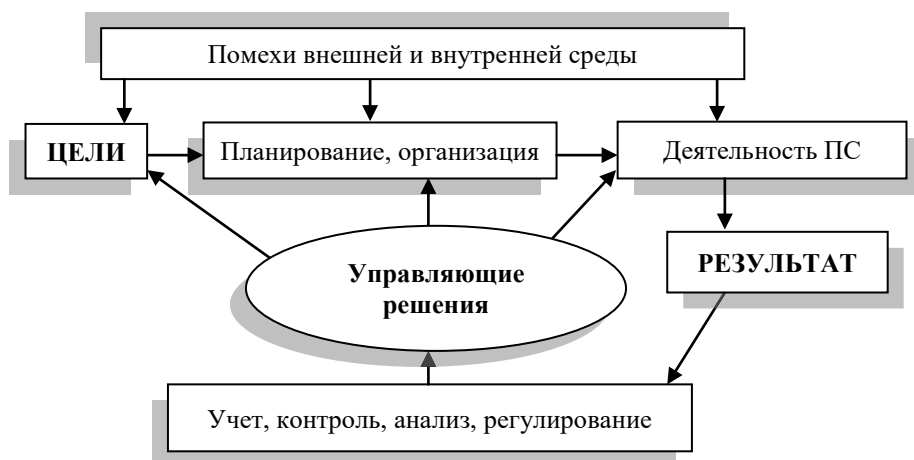 Помехи внешней и внутренней среды
ЦЕЛИ
Планирование, организация
Деятельность ПС
Управляющие
решения
РЕЗУЛЬТАТ
Учет, контроль, анализ, регулирование